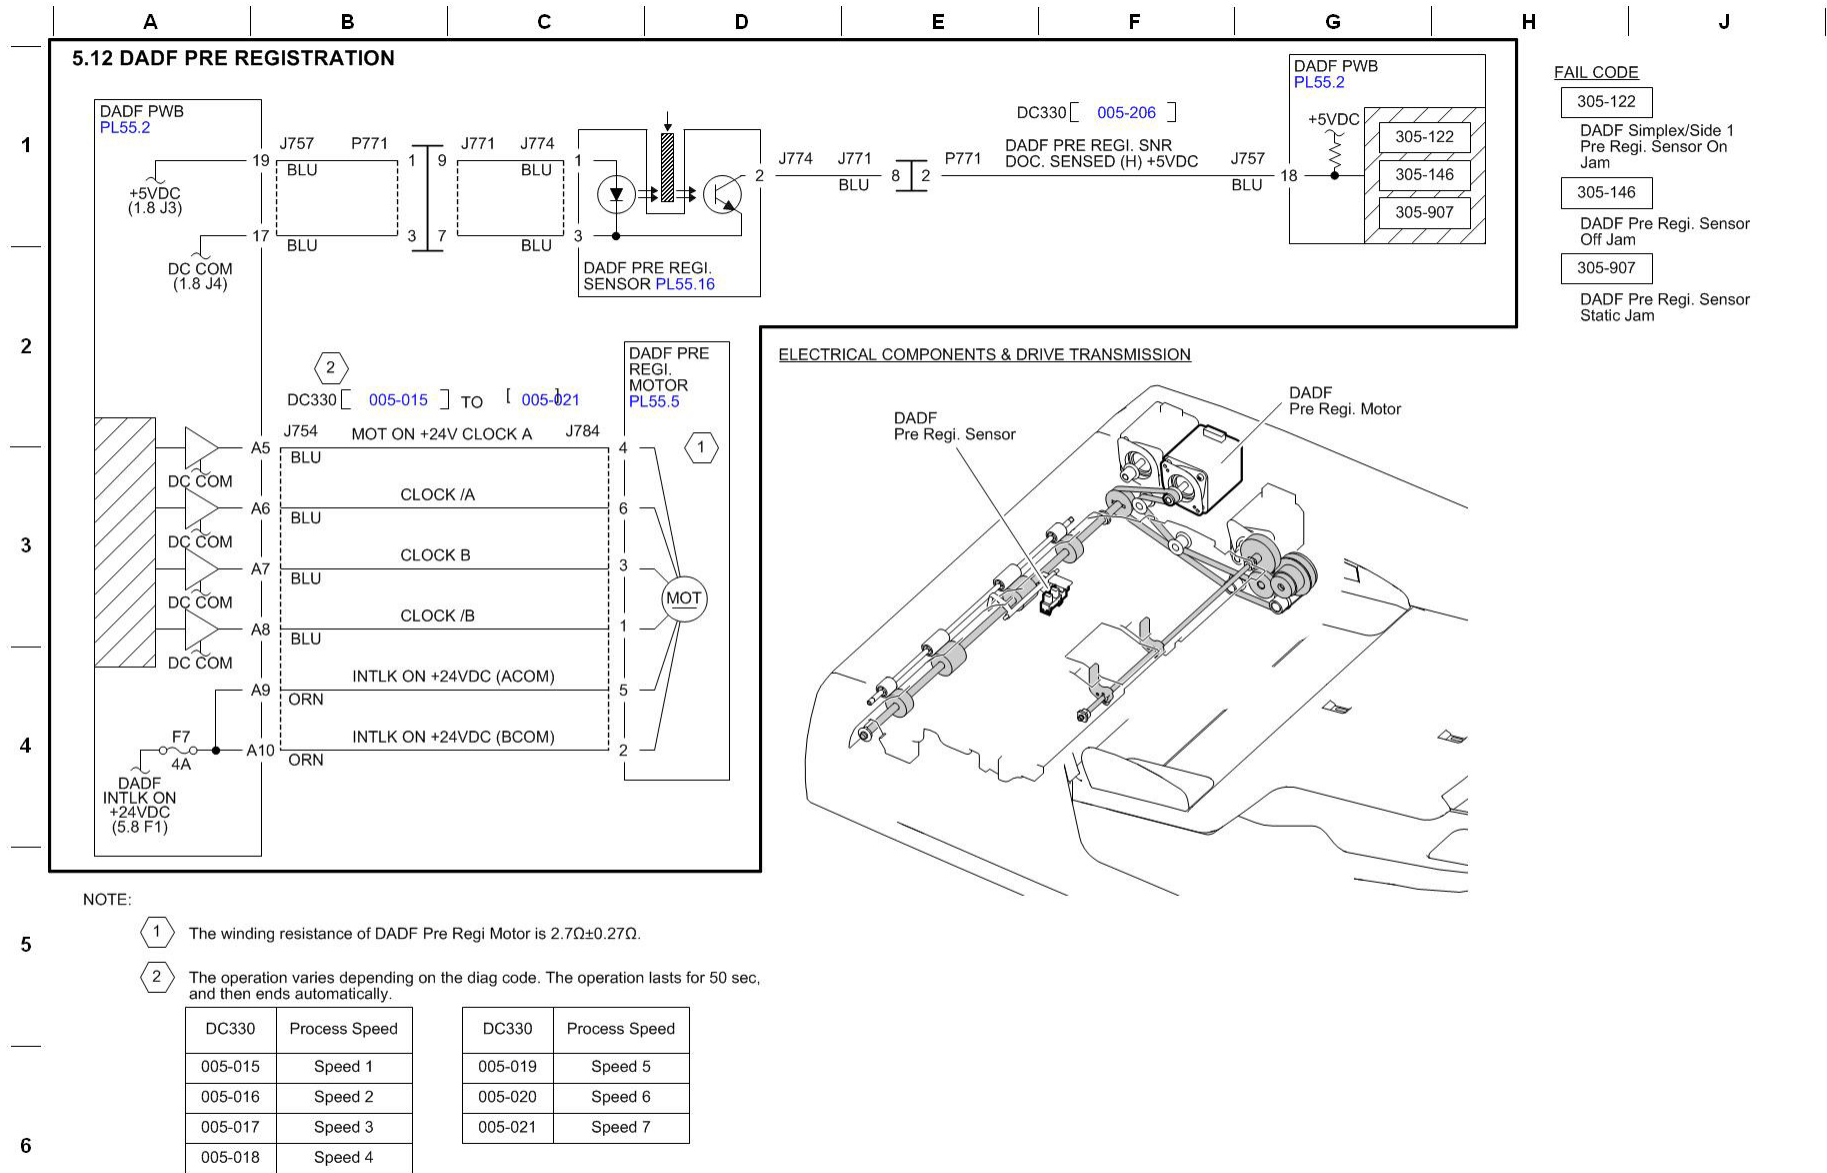 A B C D E F G H J
1
2
3
4
5
6
5.12 DADF PRE REGISTRATION
DADF PWB
PL55.2
19
J757
BLU
P771
1
9
J771
J774
BLU
1
+5VDC
(1.8 J3)
17
BLU
3
7
BLU
3
DC COM
(1.8 J4)
DADF PRE REGI.
SENSOR PL55.16
2
J774
J771
BLU
8
2
P771
DC330 [ 005-206 ]
DADF PRE REGI. SNR
DOC. SENSED (H) +5VDC
J757
BLU
18
DADF PWB
PL55.2
+5VDC
305-122
305-146
305-907
FAIL CODE
305-122
DADF Simplex/Side 1
Pre Regi. Sensor On
Jam
305-146
DADF Pre Regi. Sensor
Off Jam
305-907
DADF Pre Regi. Sensor
Static Jam
2
DC330 [ 005-015 ] TO [ 005-021 ]
DADF PRE
REGI.
MOTOR
PL55.5
1
J754
MOT ON +24V CLOCK A
J784
A5
BLU
4
DC COM
CLOCK /A
A6
BLU
6
DC COM
CLOCK B
A7
BLU
3
DC COM
CLOCK /B
A8
BLU
1
DC COM
MOT
INTLK ON +24VDC (ACOM)
A9
ORN
5
INTLK ON +24VDC (BCOM)
A10
ORN
2
F7
4A
DADF
INTLK ON
+24VDC
(5.8 F1)
ELECTRICAL COMPONENTS & DRIVE TRANSMISSION
DADF
Pre Regi. Sensor
DADF
Pre Regi. Motor
NOTE:
1 The winding resistance of DADF Pre Regi Motor is 2.7Ω±0.27Ω.
2 The operation varies depending on the diag code. The operation lasts for 50 sec,
and then ends automatically.
DC330 Process Speed
005-015 Speed 1
005-016 Speed 2
005-017 Speed 3
005-018 Speed 4
DC330 Process Speed
005-019 Speed 5
005-020 Speed 6
005-021 Speed 7